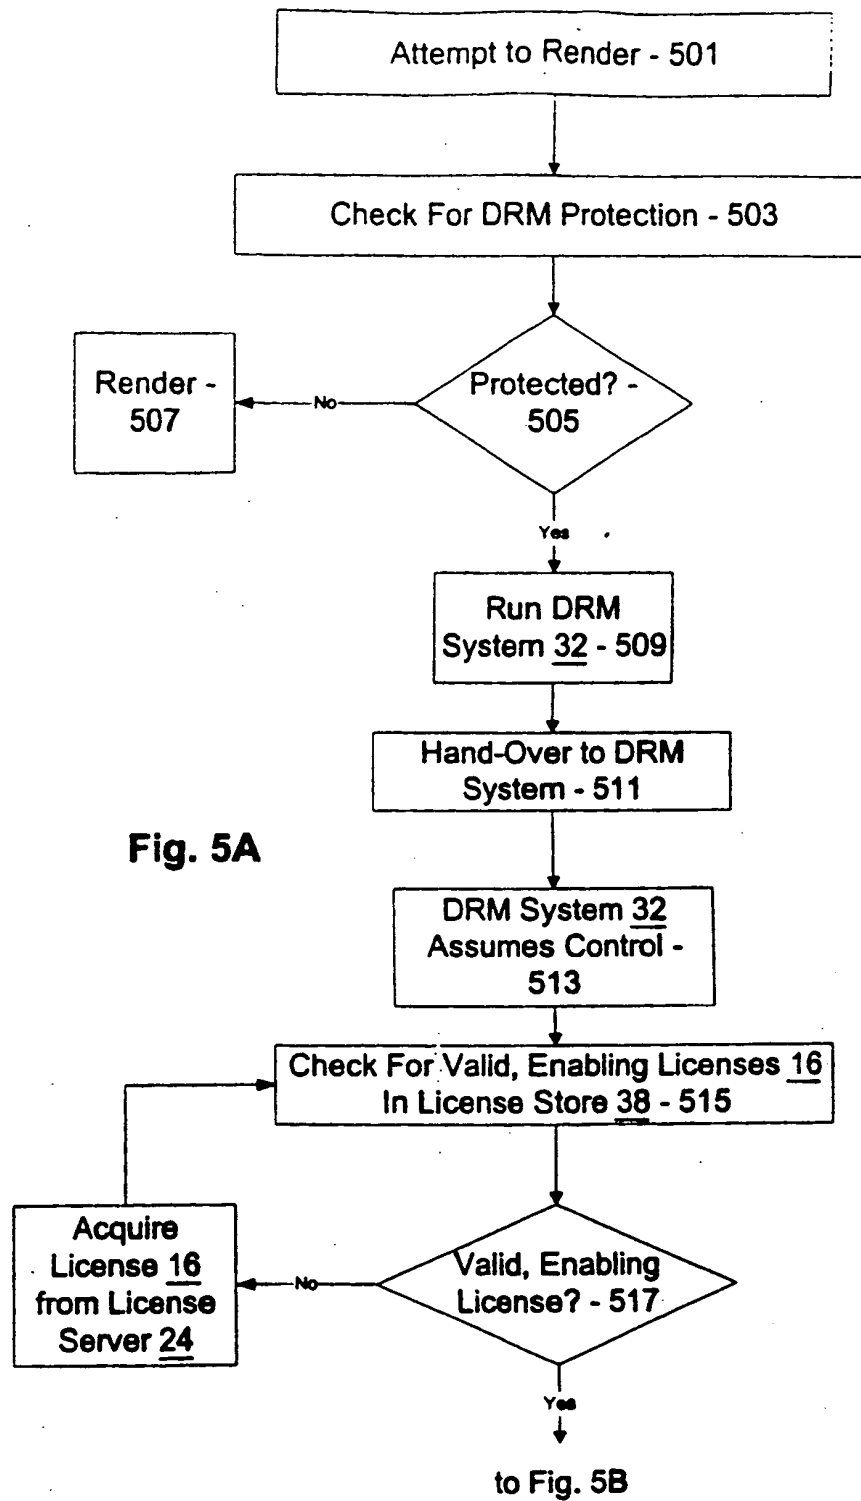 Attempt to Render - 501
Check For DRM Protection - 503
Render -
507
No
Protected? -
505
Yes
Run DRM
System 32 - 509
Hand-Over to DRM
System - 511
Fig. 5A
DRM System 32
Assumes Control -
513
Check For Valid, Enabling Licenses 16
In License Store 38 - 515
Acquire
License 16
from License
Server 24
No
Valid, Enabling
License? - 517
Yes
to Fig. 5B